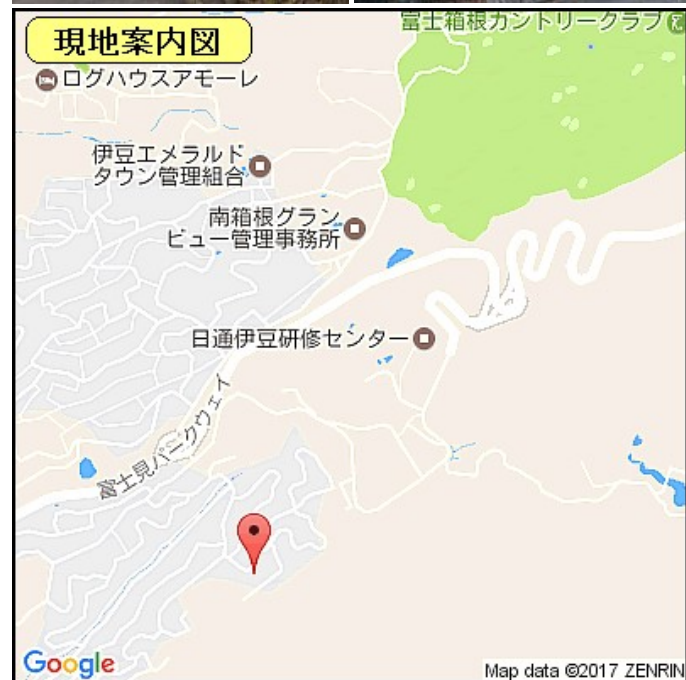 現地案内図
富士箱根カントリークラブ
ログハウスアモーレ
伊豆エメラルド
タウン管理組合
南箱根グラン
ビュー管理事務所
日通伊豆研修センター
富士見パークウェイ
Google
Map data ©2017 ZENRIN